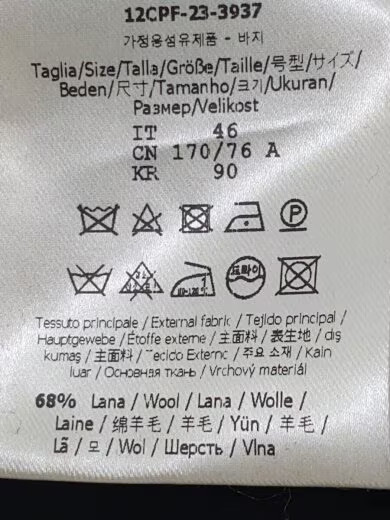 12CPF-23-3937
가정용섬유제품 - 바지
Taglia/Size/Talla/Größe/Taille/号型/サイズ/
Beden/尺寸/Tamanho/크기/Ukuran/
Размер/Velikost
IT 46
CN 170/76 A
KR 90
P
드라이
Tessuto principale / External fabric / Tejido principal /
Hauptgewebe / Étoffe externe / 主面料 / 表生地 / dış
kumaş / 主面料 / Tecido Externo / 주요 소재 / Kain
luar / Основная ткань / Vrchový materiál
68% Lana / Wool / Lana / Wolle /
Laine / 绵羊毛 / 羊毛 / Yün / 羊毛 /
Lã / 모 / Wol / Шерсть / Vlna